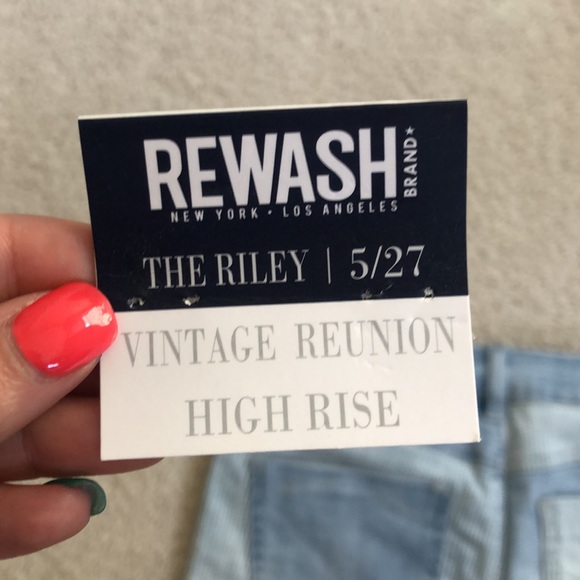 REWASH BRAND★
NEW YORK • LOS ANGELES
THE RILEY | 5/27
VINTAGE REUNION
HIGH RISE